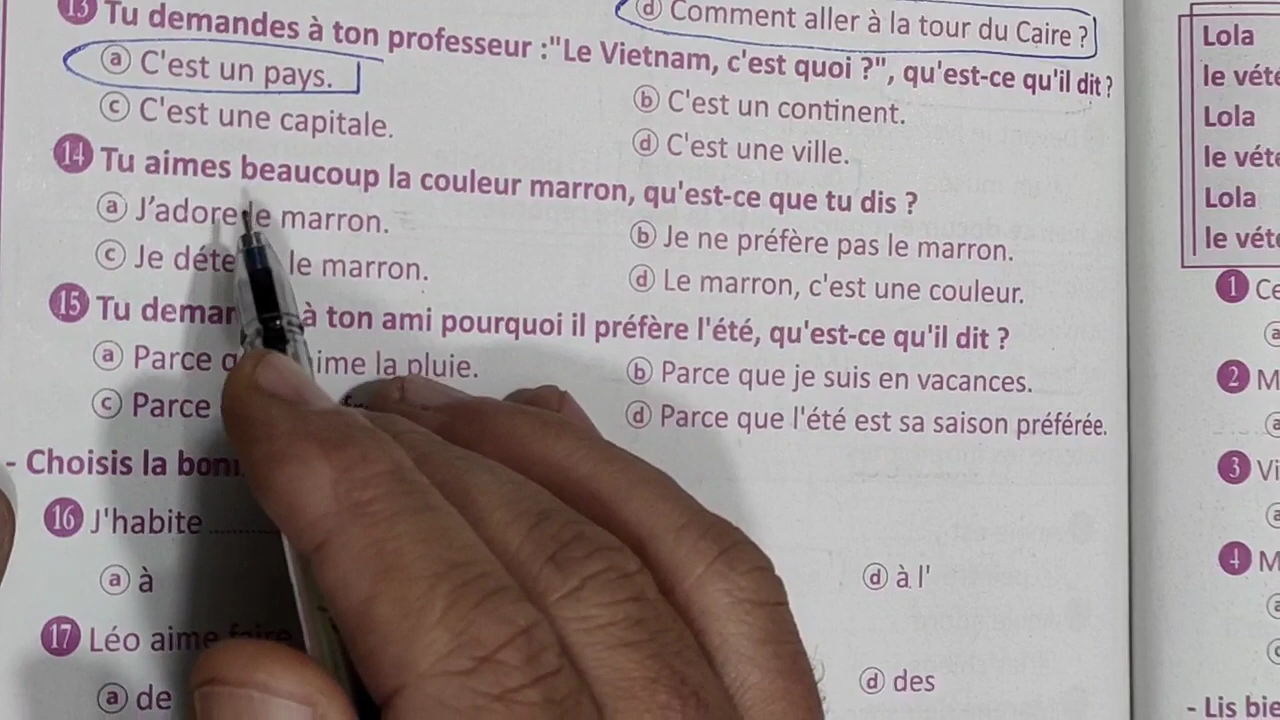 d Comment aller à la tour du Caire ?
13 Tu demandes à ton professeur :"Le Vietnam, c'est quoi ?", qu'est-ce qu'il dit ?
a C'est un pays.
b C'est un continent.
c C'est une capitale.
d C'est une ville.
14 Tu aimes beaucoup la couleur marron, qu'est-ce que tu dis ?
a J'adore le marron.
b Je ne préfère pas le marron.
c Je déte le marron.
d Le marron, c'est une couleur.
15 Tu deman à ton ami pourquoi il préfère l'été, qu'est-ce qu'il dit ?
a Parce q ime la pluie.
b Parce que je suis en vacances.
c Parce
d Parce que l'été est sa saison préférée.
- Choisis la bon
16 J'habite ..........
a à
d à l'
17 Léo aime faire
a de
d des
Lola
le vété
Lola
le véte
Lola
le véte
1 Ce
a
2 M
a
3 Vi
a
4 M
a
c
- Lis bie